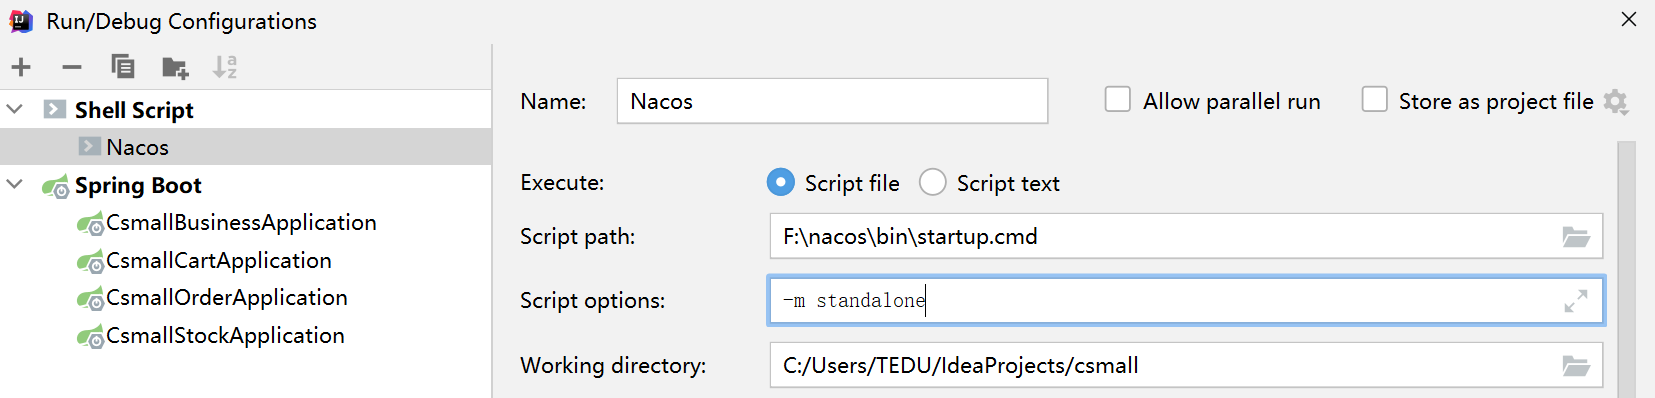 Run/Debug Configurations
Shell Script
Nacos
Spring Boot
CsmallBusinessApplication
CsmallCartApplication
CsmallOrderApplication
CsmallStockApplication
Name: Nacos Allow parallel run Store as project file
Execute: Script file Script text
Script path: F:\nacos\bin\startup.cmd
Script options: -m standalone
Working directory: C:/Users/TEDU/IdeaProjects/csmall